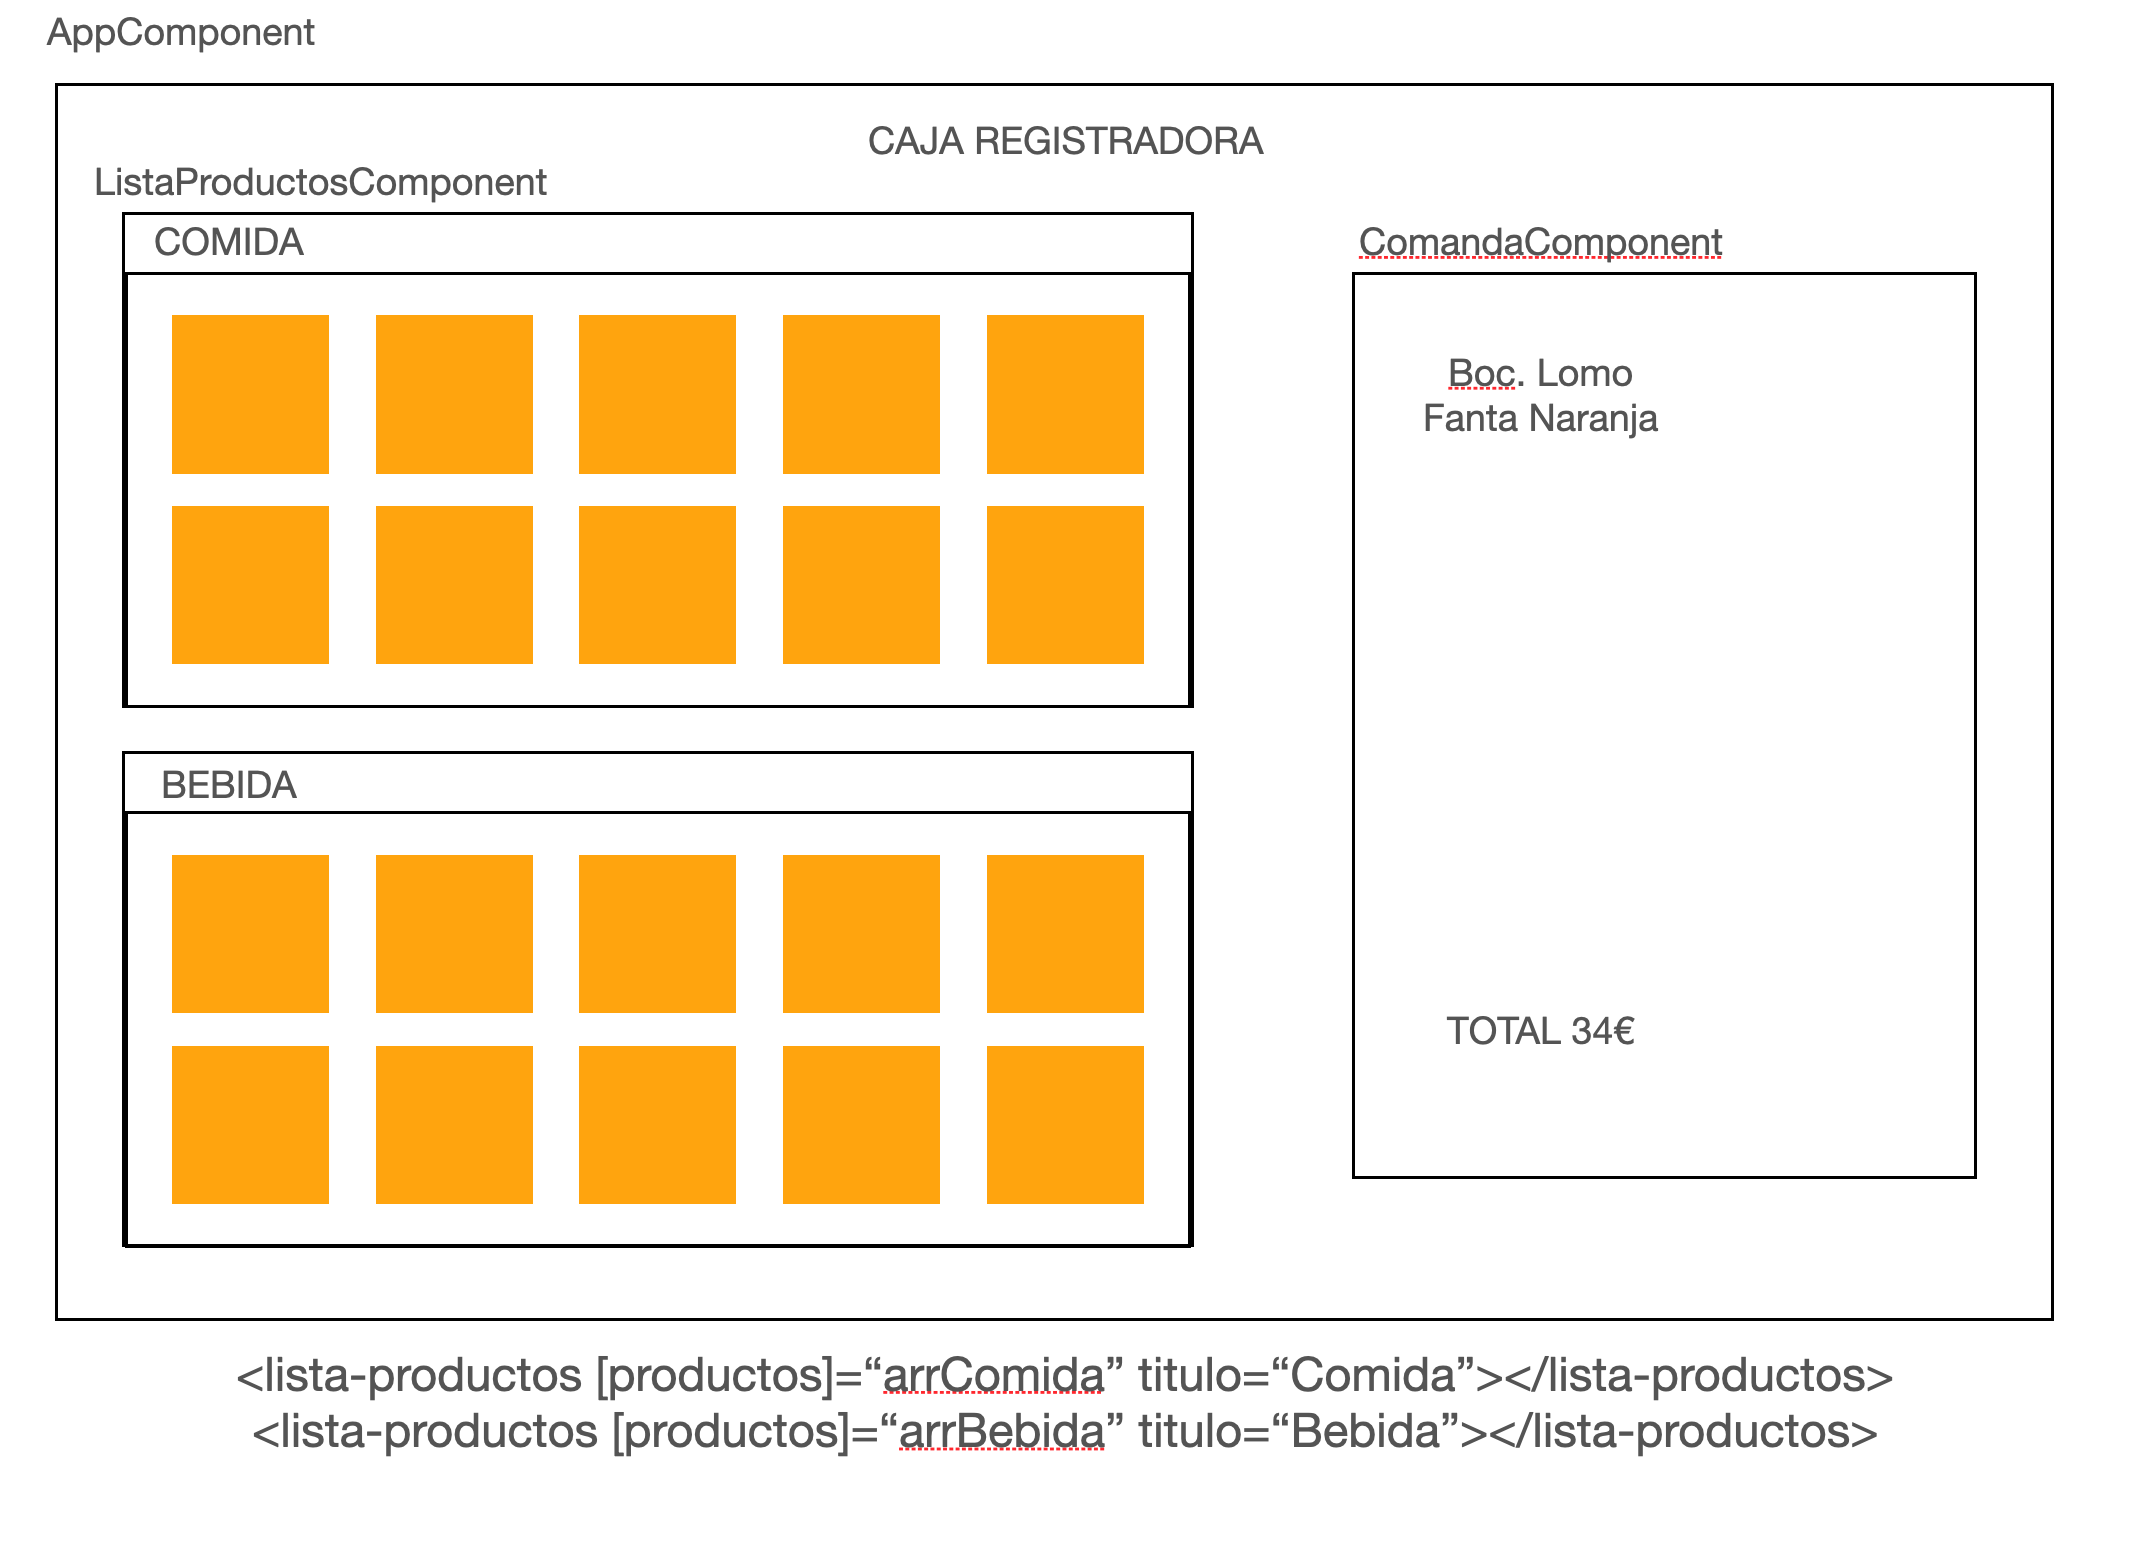 AppComponent
CAJA REGISTRADORA
ListaProductosComponent
COMIDA
ComandaComponent
Boc. Lomo
Fanta Naranja
BEBIDA
TOTAL 34€
<lista-productos [productos]=“arrComida” titulo=“Comida”></lista-productos>
<lista-productos [productos]=“arrBebida” titulo=“Bebida”></lista-productos>